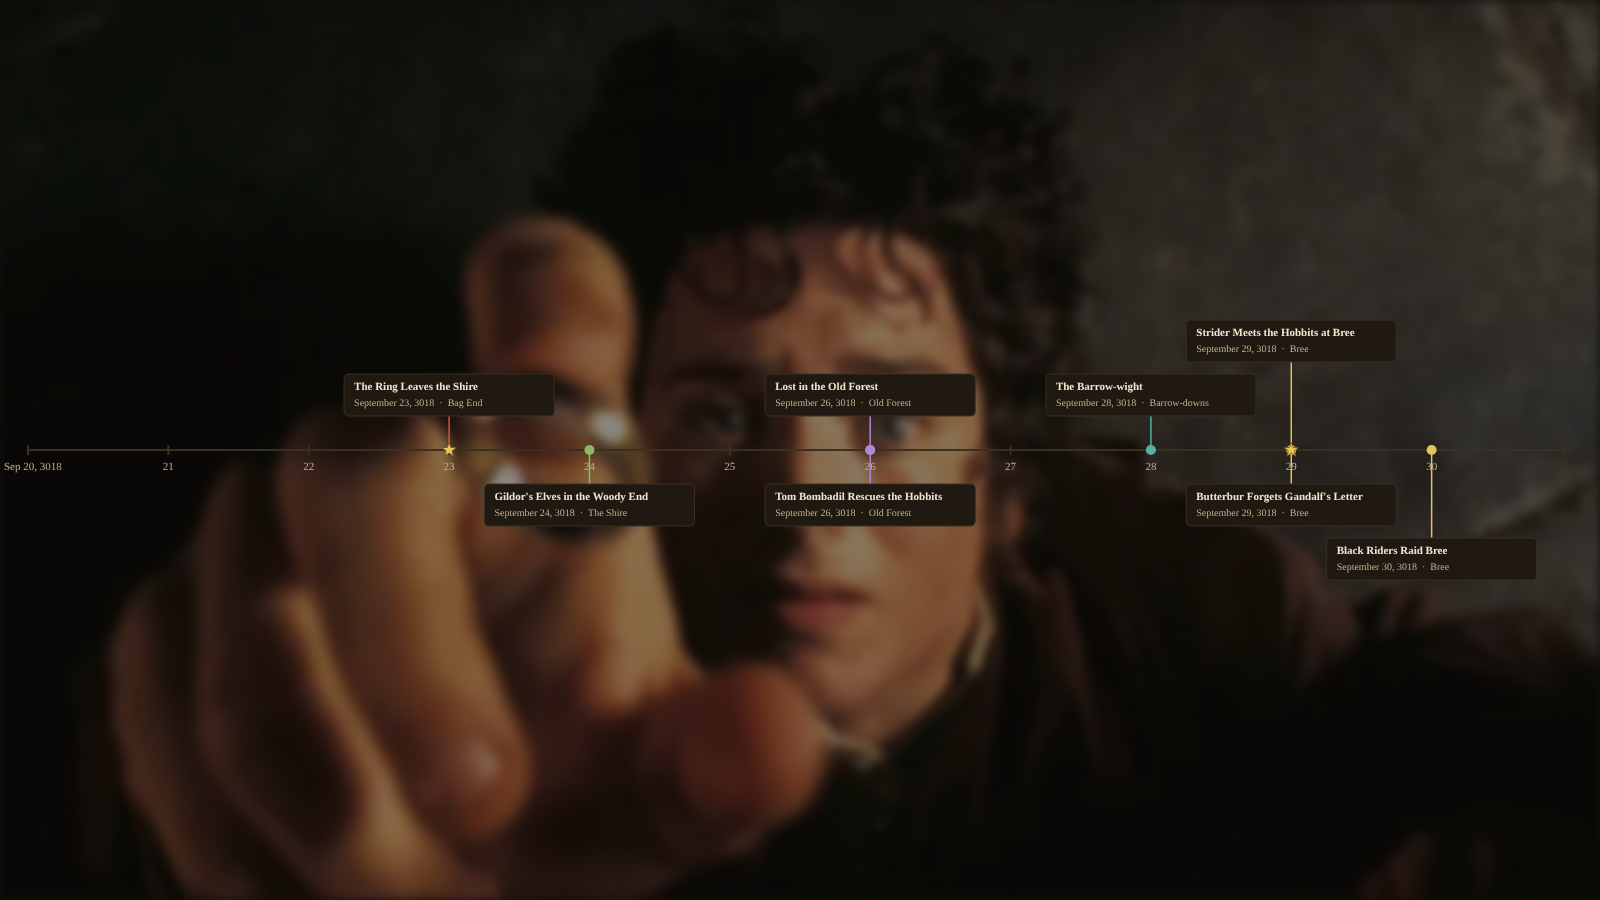 Strider Meets the Hobbits at Bree
September 29, 3018 · Bree
The Ring Leaves the Shire
September 23, 3018 · Bag End
Lost in the Old Forest
September 26, 3018 · Old Forest
The Barrow-wight
September 28, 3018 · Barrow-downs
Sep 20, 3018 21 22 23 24 25 26 27 28 29 30
Gildor's Elves in the Woody End
September 24, 3018 · The Shire
Tom Bombadil Rescues the Hobbits
September 26, 3018 · Old Forest
Butterbur Forgets Gandalf's Letter
September 29, 3018 · Bree
Black Riders Raid Bree
September 30, 3018 · Bree